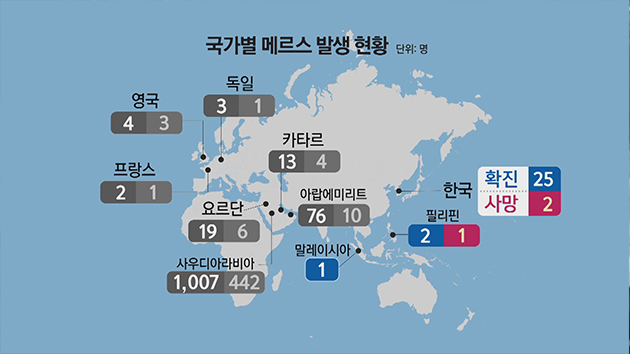 국가별 메르스 발생 현황 단위: 명
독일
3 1
영국
4 3
카타르
13 4
프랑스
2 1
한국 확진 25
사망 2
요르단
19 6
아랍에미리트
76 10
필리핀
2 1
말레이시아
1
사우디아라비아
1,007 442